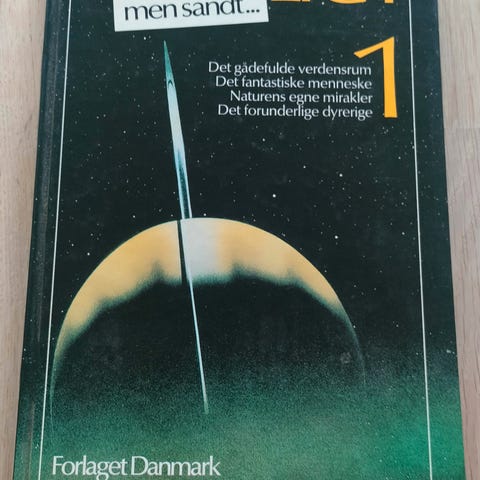 men sandt...
Det gådefulde verdensrum
Det fantastiske menneske
Naturens egne mirakler
Det forunderlige dyrerige
1
Forlaget Danmark